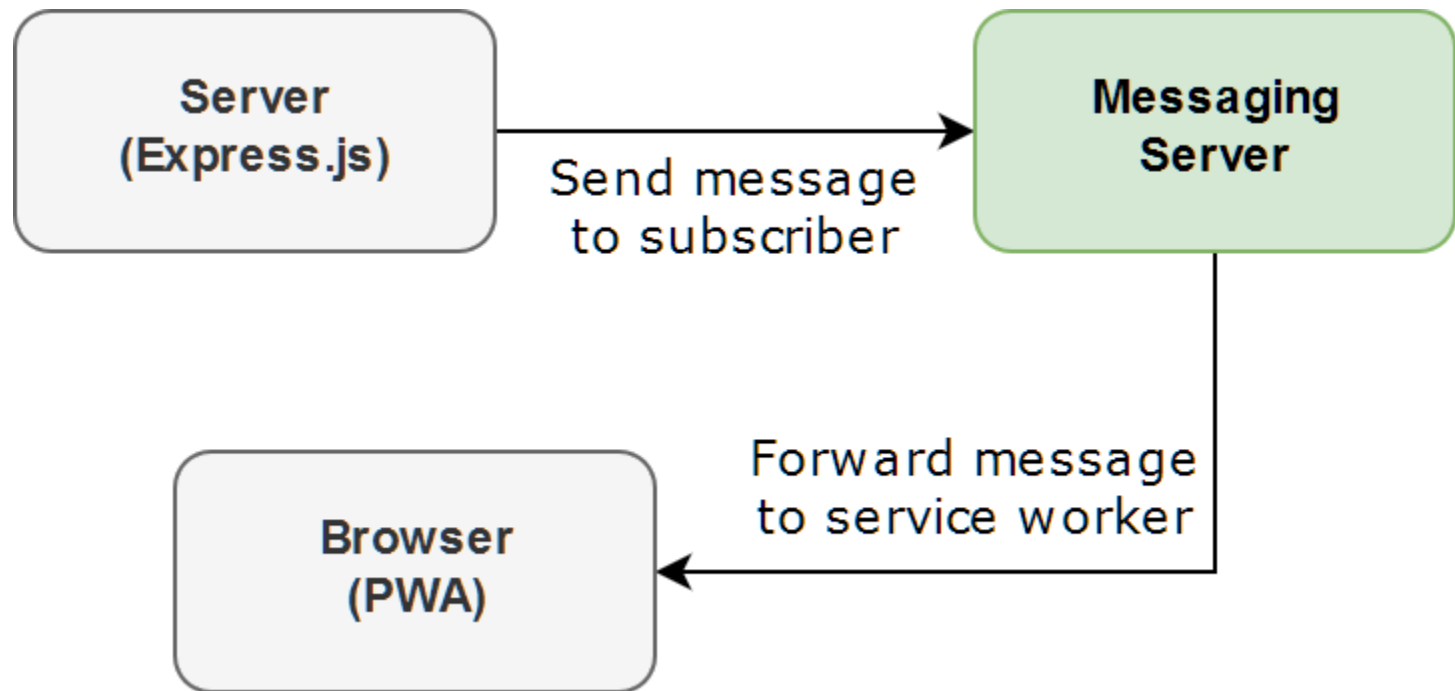 Server
(Express.js)
Messaging
Server
Send message
to subscriber
Forward message
to service worker
Browser
(PWA)